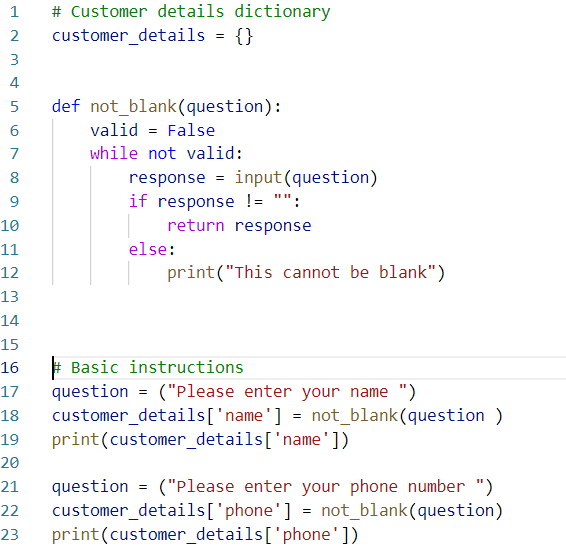 1 # Customer details dictionary
2 customer_details = {}
3
4
5 def not_blank(question):
6     valid = False
7     while not valid:
8         response = input(question)
9         if response != "":
10             return response
11         else:
12             print("This cannot be blank")
13
14
15
16 # Basic instructions
17 question = ("Please enter your name ")
18 customer_details['name'] = not_blank(question )
19 print(customer_details['name'])
20
21 question = ("Please enter your phone number ")
22 customer_details['phone'] = not_blank(question)
23 print(customer_details['phone'])